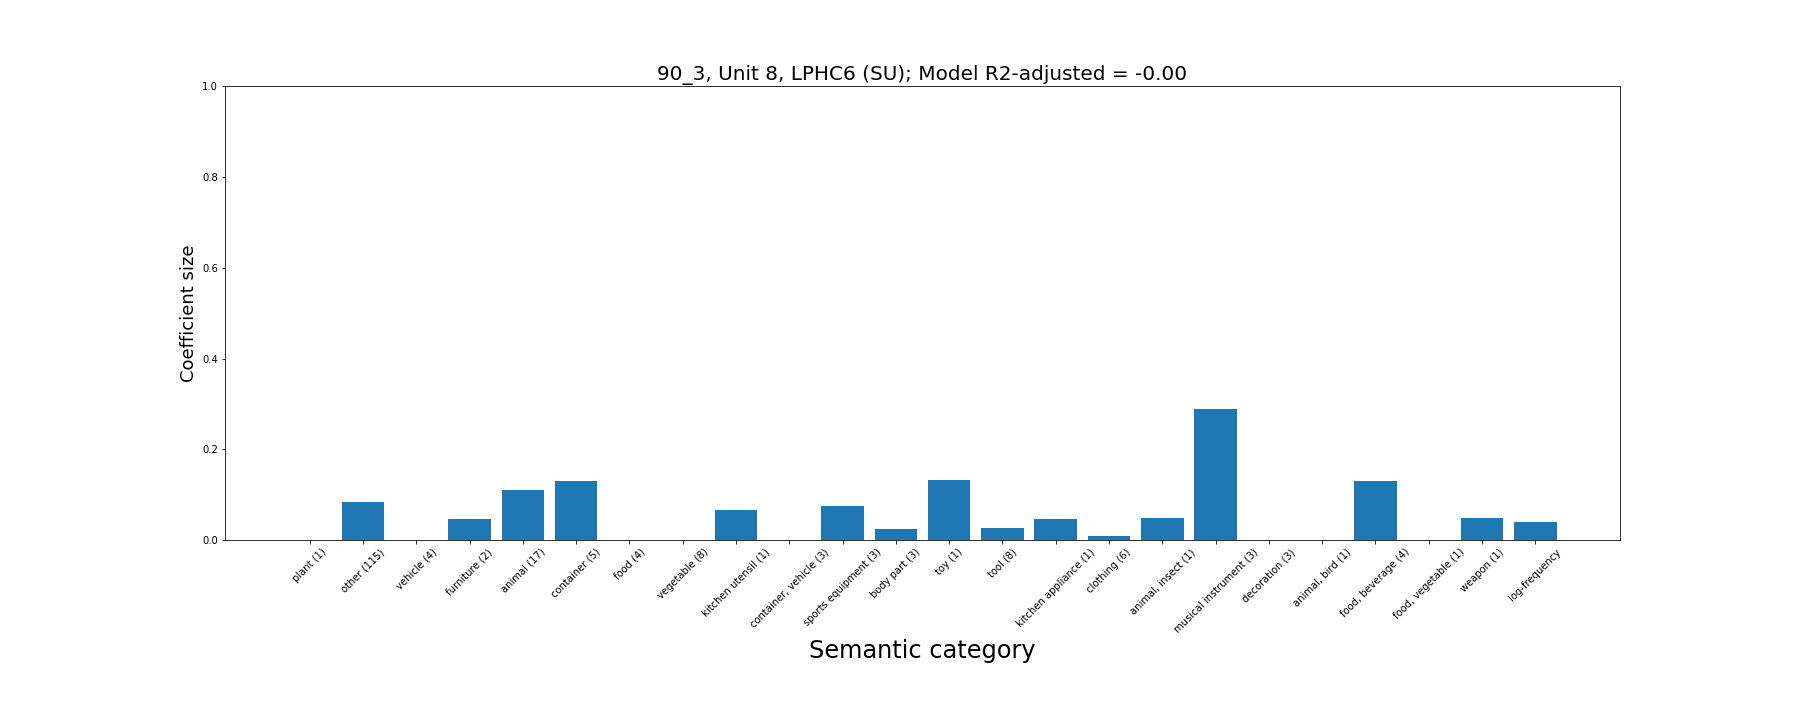 90_3, Unit 8, LPHC6 (SU); Model R2-adjusted = -0.00
Coefficient size
1.0
0.8
0.6
0.4
0.2
0.0
plant (1)
other (115)
vehicle (4)
furniture (2)
animal (17)
container (5)
food (4)
vegetable (8)
kitchen utensil (1)
container, vehicle (3)
sports equipment (3)
body part (3)
toy (1)
tool (8)
kitchen appliance (1)
clothing (6)
animal, insect (1)
musical instrument (3)
decoration (3)
animal, bird (1)
food, beverage (4)
food, vegetable (1)
weapon (1)
log-frequency
Semantic category